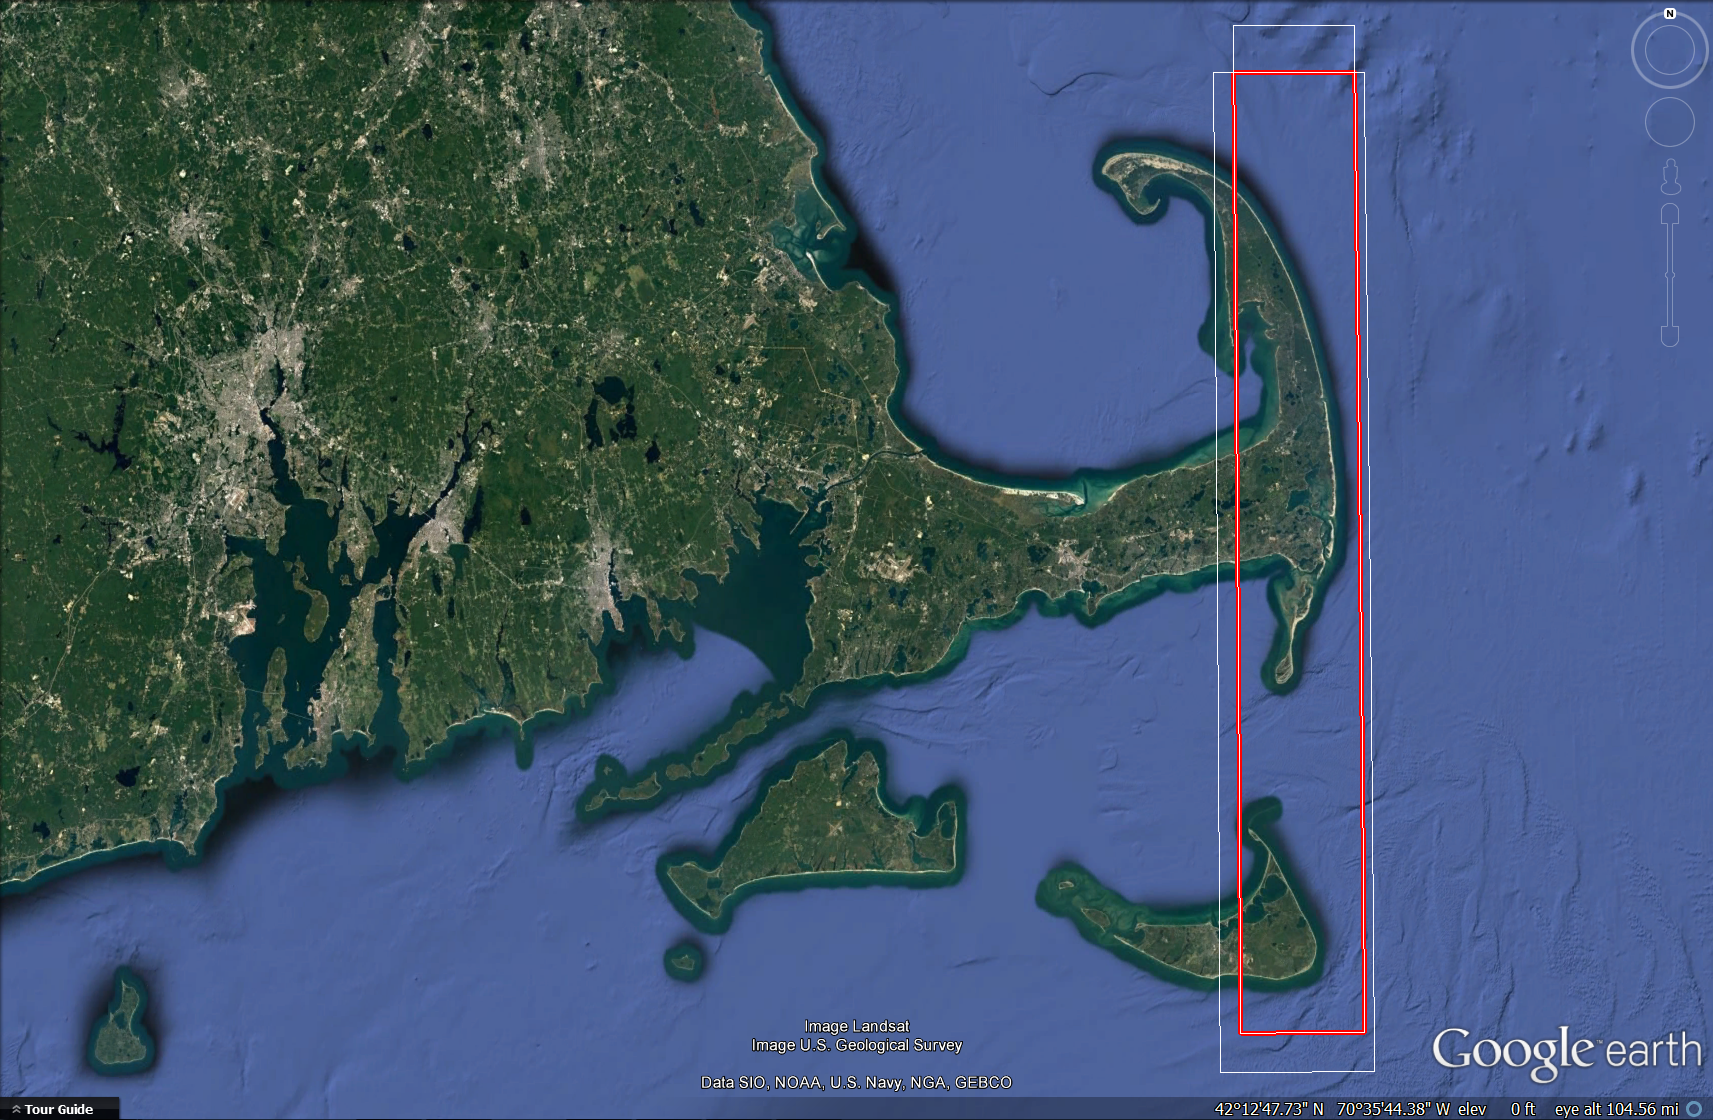 N
Image Landsat
Image U.S. Geological Survey
Data SIO, NOAA, U.S. Navy, NGA, GEBCO
Google earth
Tour Guide
42°12'47.73" N 70°35'44.38" W elev 0 ft eye alt 104.56 mi